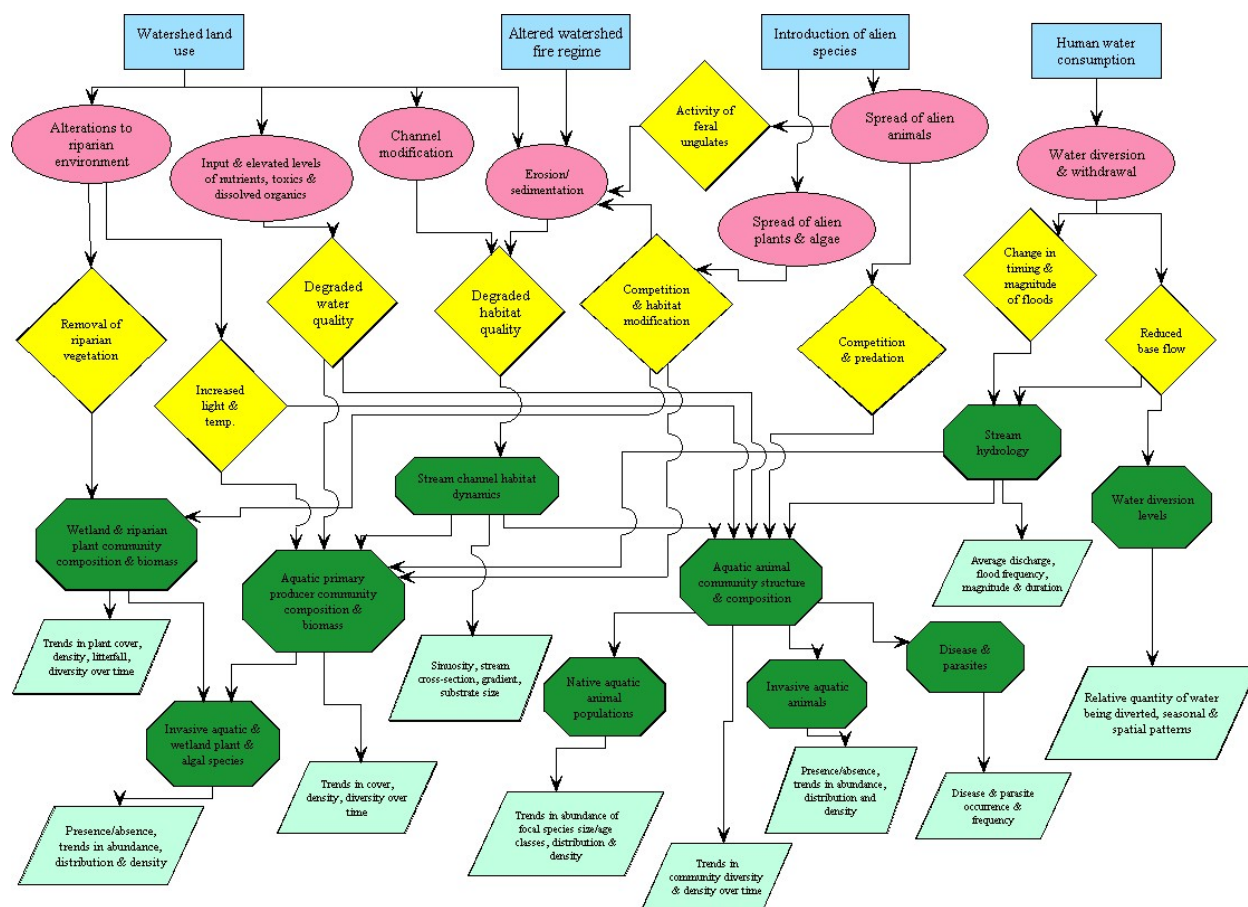 Watershed land
use
Altered watershed
fire regime
Introduction of alien
species
Human water
consumption
Alterations to
riparian
environment
Input & elevated levels
of nutrients, toxics &
dissolved organics
Channel
modification
Erosion/
sedimentation
Activity of
feral
ungulates
Spread of alien
animals
Spread of alien
plants & algae
Water diversion
& withdrawal
Removal of
riparian
vegetation
Increased
light &
temp.
Degraded
water
quality
Degraded
habitat
quality
Competition
& habitat
modification
Competition
& predation
Change in
timing &
magnitude
of floods
Reduced
base flow
Stream
hydrology
Water diversion
levels
Stream channel habitat
dynamics
Wetland & riparian
plant community
composition & biomass
Aquatic primary
producer community
composition &
biomass
Aquatic animal
community structure
& composition
Average discharge,
flood frequency,
magnitude & duration
Trends in plant cover,
density, litterfall,
diversity over time
Sinuosity, stream
cross-section, gradient,
substrate size
Native aquatic
animal
populations
Invasive aquatic
animals
Disease &
parasites
Relative quantity of water
being diverted, seasonal &
spatial patterns
Invasive aquatic &
wetland plant &
algal species
Trends in cover,
density, diversity over
time
Presence/absence,
trends in abundance,
distribution & density
Trends in abundance of
focal species size/age
classes, distribution &
density
Trends in
community diversity
& density over time
Presence/absence,
trends in abundance,
distribution and
density
Disease & parasite
occurrence &
frequency